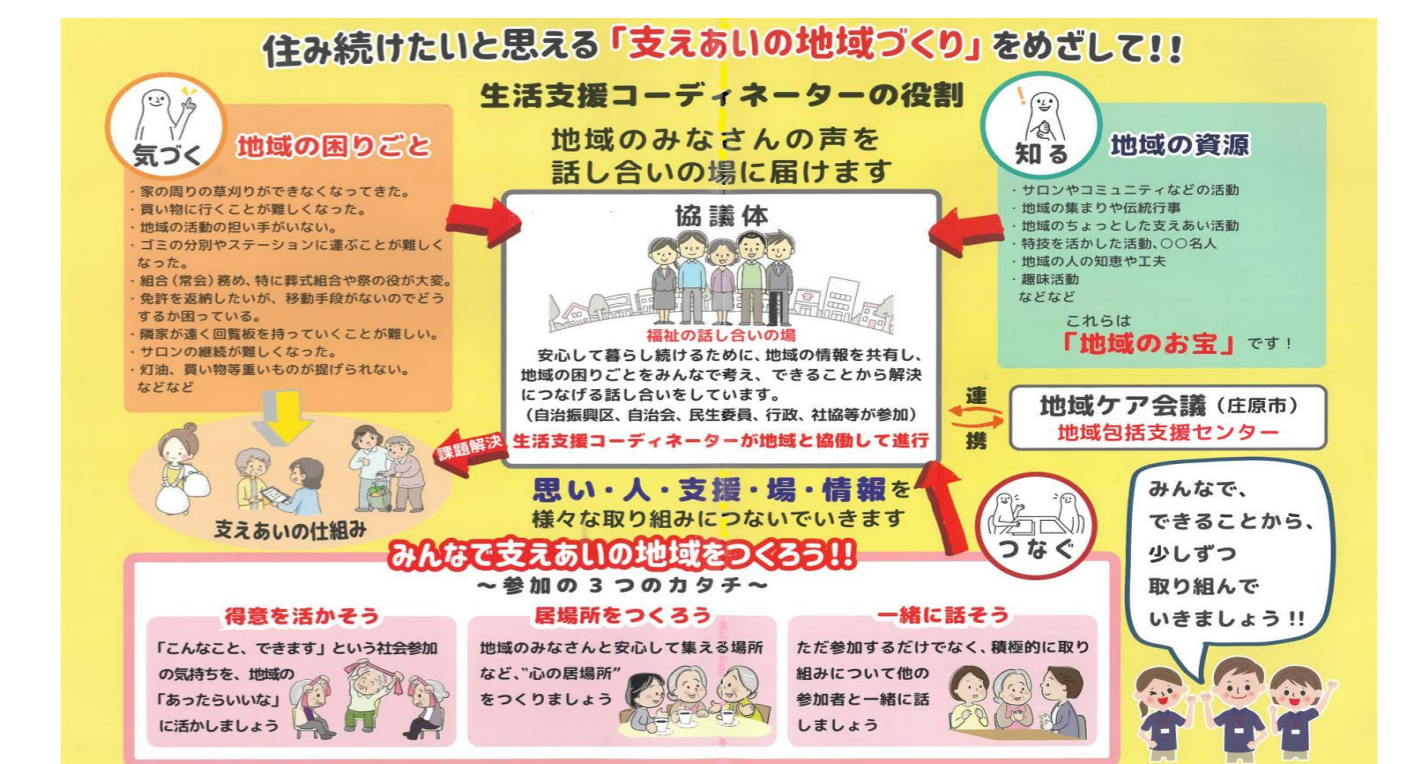 住み続けたいと思える「支えあいの地域づくり」をめざして!!
生活支援コーディネーターの役割
地域のみなさんの声を
話し合いの場に届けます
気づく
地域の困りごと
・家の周りの草刈りができなくなってきた。
・買い物に行くことが難しくなった。
・地域の活動の担い手がいない。
・ゴミの分別やステーションに運ぶことが難しく
なった。
・組合(常会)務め、特に葬式組合や祭の役が大変。
・免許を返納したいが、移動手段がないのでどう
するか困っている。
・隣家が遠く回覧板を持っていくことが難しい。
・サロンの継続が難しくなった。
・灯油、買い物等重いものが提げられない。
などなど
支えあいの仕組み
協議体
福祉の話し合いの場
安心して暮らし続けるために、地域の情報を共有し、
地域の困りごとをみんなで考え、できることから解決
につなげる話し合いをしています。
(自治振興区、自治会、民生委員、行政、社協等が参加)
生活支援コーディネーターが地域と協働して進行
課題解決
知る
地域の資源
・サロンやコミュニティなどの活動
・地域の集まりや伝統行事
・地域のちょっとした支えあい活動
・特技を活かした活動、○○名人
・地域の人の知恵や工夫
・趣味活動
などなど
これらは
「地域のお宝」です!
連
携
地域ケア会議(庄原市)
地域包括支援センター
思い・人・支援・場・情報を
様々な取り組みにつないでいきます
つなぐ
みんなで支えあいの地域をつくろう!!
~参加の3つのカタチ~
得意を活かそう
「こんなこと、できます」という社会参加
の気持ちを、地域の
「あったらいいな」
に活かしましょう
居場所をつくろう
地域のみなさんと安心して集える場所
など、“心の居場所”
をつくりましょう
一緒に話そう
ただ参加するだけでなく、積極的に取り
組みについて他の
参加者と一緒に話
しましょう
みんなで、
できることから、
少しずつ
取り組んで
いきましょう!!